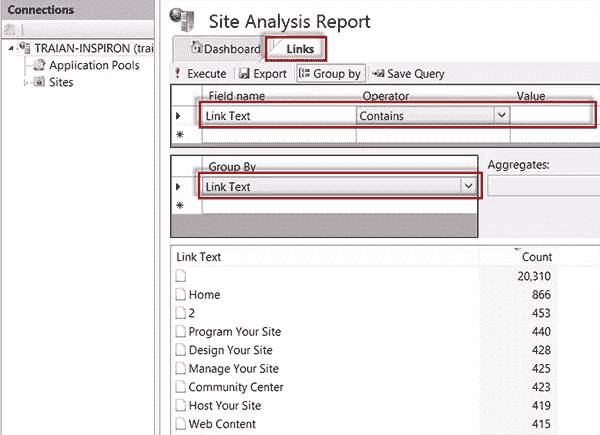 Connections
Site Analysis Report
TRAIAN-INSPIRON (trai
Application Pools
Sites
Dashboard
Links
Execute
Export
Group by
Save Query
Field name Operator Value
Link Text Contains
Group By
Link Text
Aggregates:
Link Text Count
20,310
Home 866
2 453
Program Your Site 440
Design Your Site 428
Manage Your Site 425
Community Center 423
Host Your Site 419
Web Content 415